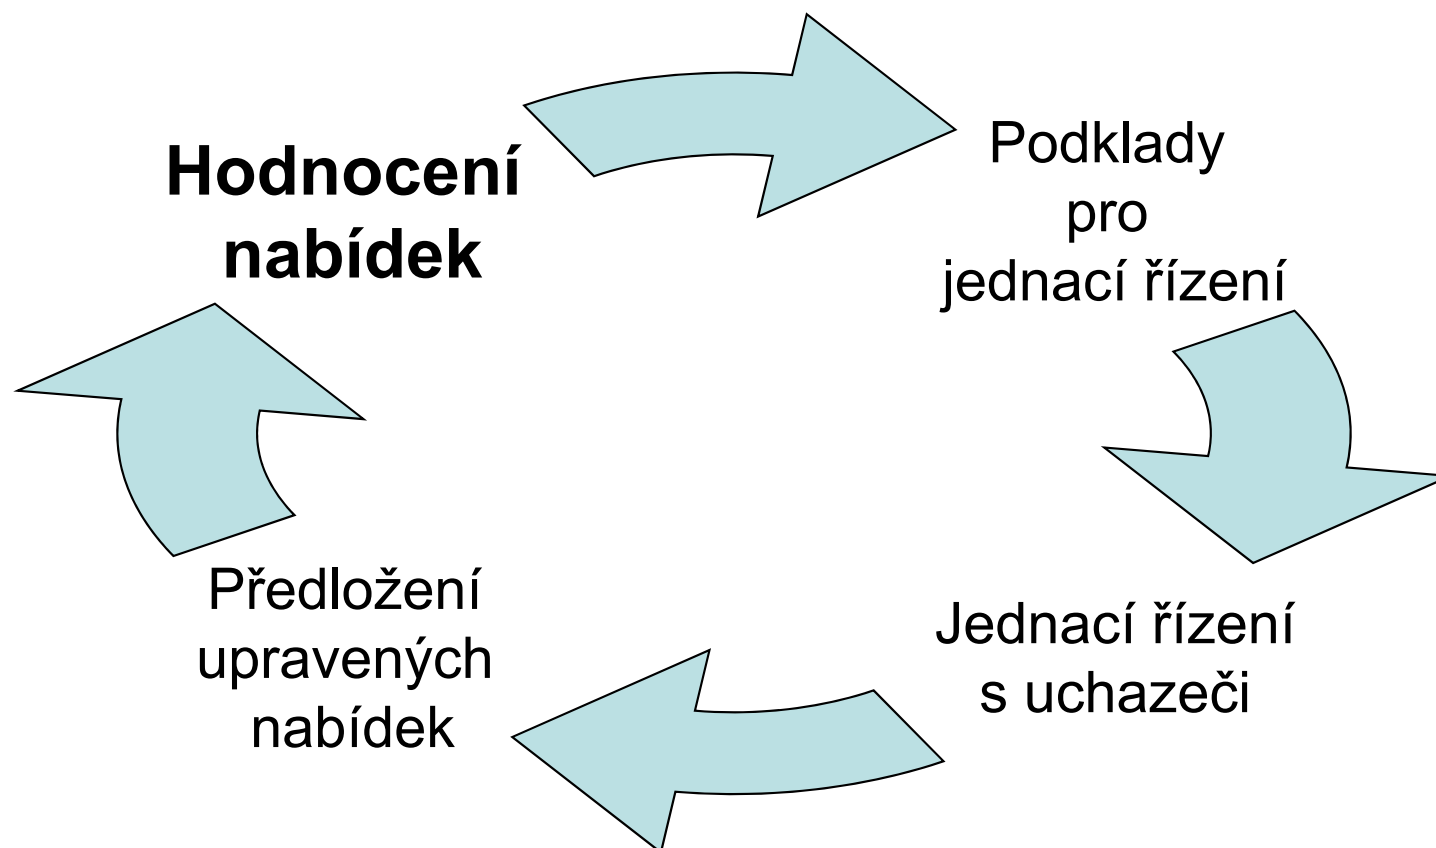 Hodnocení
nabídek
Podklady
pro
jednací řízení
Jednací řízení
s uchazeči
Předložení
upravených
nabídek